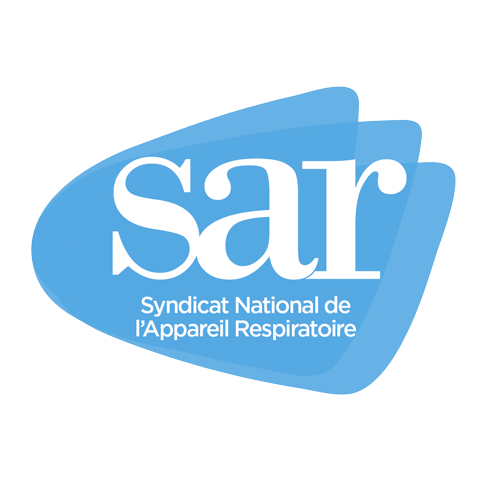 sar
Syndicat National de
l'Appareil Respiratoire